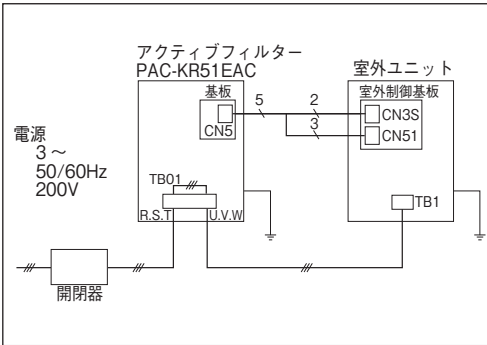 アクティブフィルター
PAC-KR51EAC
室外ユニット
基板
室外制御基板
5
2
CN3S
CN5
3
CN51
電源
3～
50/60Hz
200V
TB01
TB1
R.S.T
U.V.W
開閉器